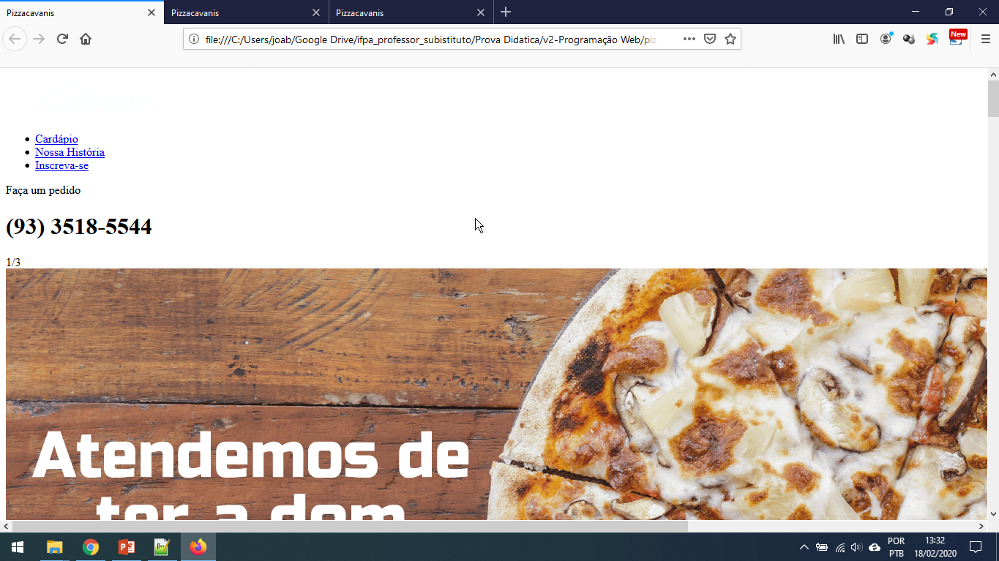 Pizzacavanis
Pizzacavanis
Pizzacavanis
file:///C:/Users/joab/Google Drive/ifpa_professor_subistituto/Prova Didatica/v2-Programação Web/piz
New
Cardápio
Nossa História
Inscreva-se
Faça um pedido
(93) 3518-5544
1/3
Atendemos de
ter a dom
POR
PTB
13:32
18/02/2020